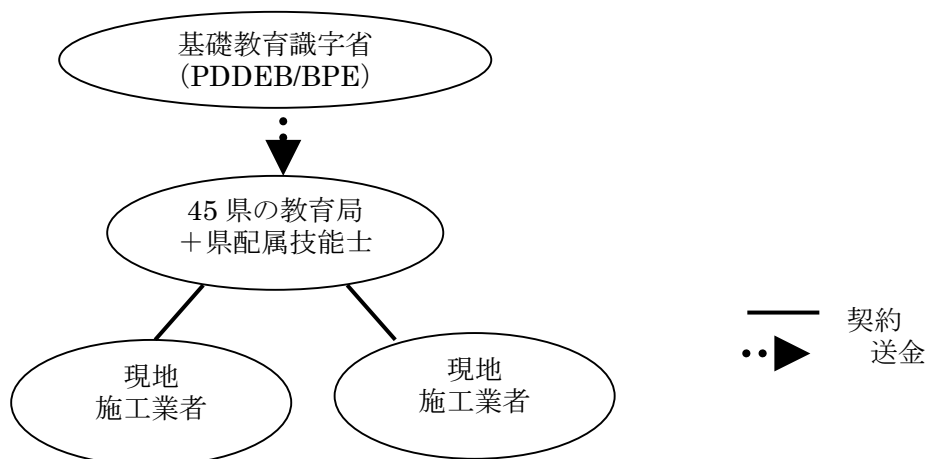 基礎教育識字省
(PDDEB/BPE)
45 県の教育局
＋県配属技能士
現地
施工業者
現地
施工業者
契約
送金